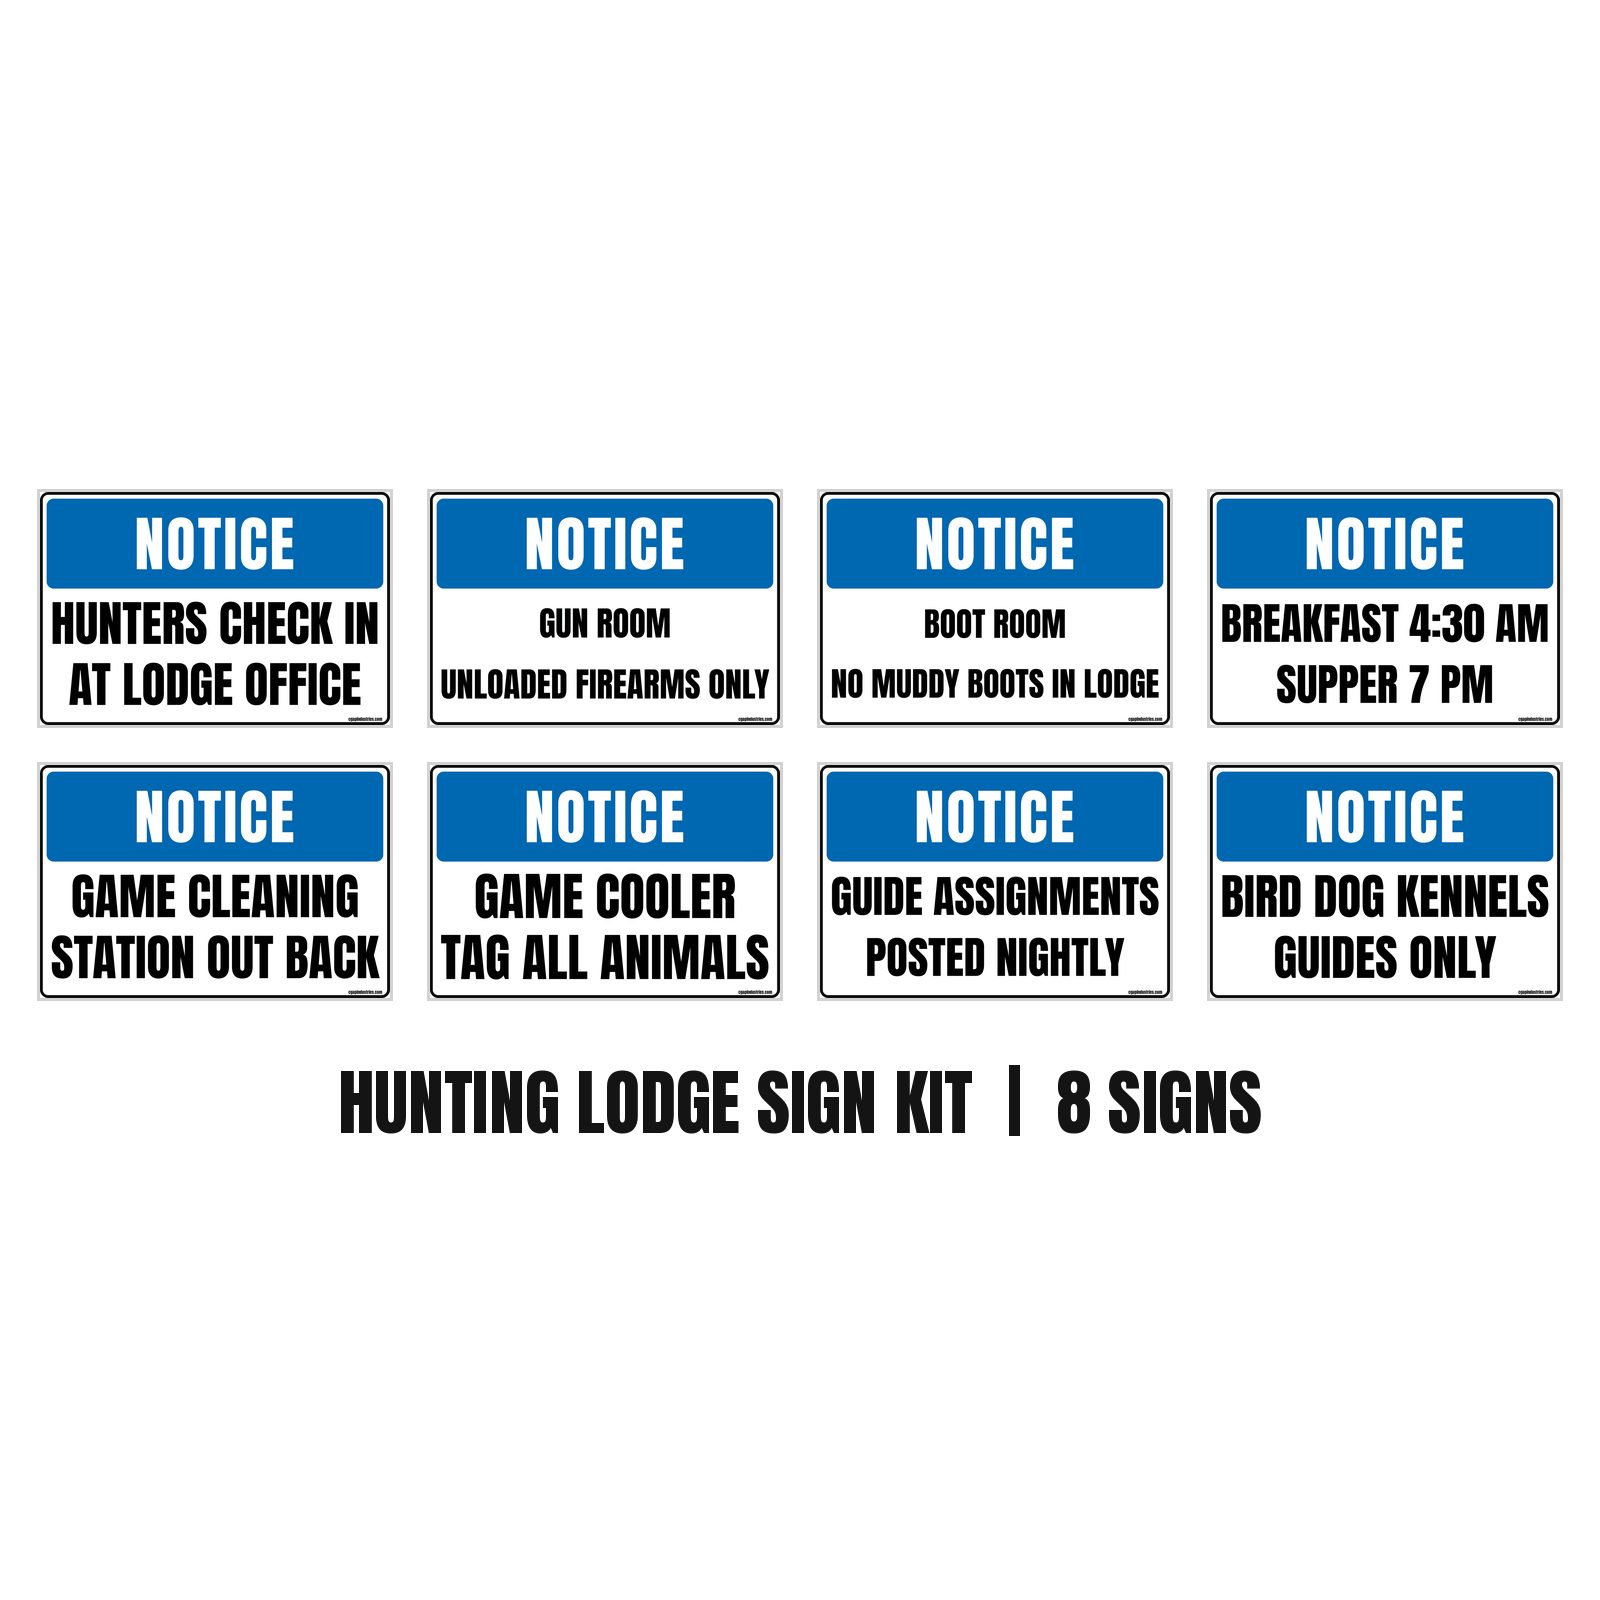 NOTICE
HUNTERS CHECK IN
AT LODGE OFFICE
NOTICE
GUN ROOM
UNLOADED FIREARMS ONLY
NOTICE
BOOT ROOM
NO MUDDY BOOTS IN LODGE
NOTICE
BREAKFAST 4:30 AM
SUPPER 7 PM
NOTICE
GAME CLEANING
STATION OUT BACK
NOTICE
GAME COOLER
TAG ALL ANIMALS
NOTICE
GUIDE ASSIGNMENTS
POSTED NIGHTLY
NOTICE
BIRD DOG KENNELS
GUIDES ONLY
HUNTING LODGE SIGN KIT | 8 SIGNS